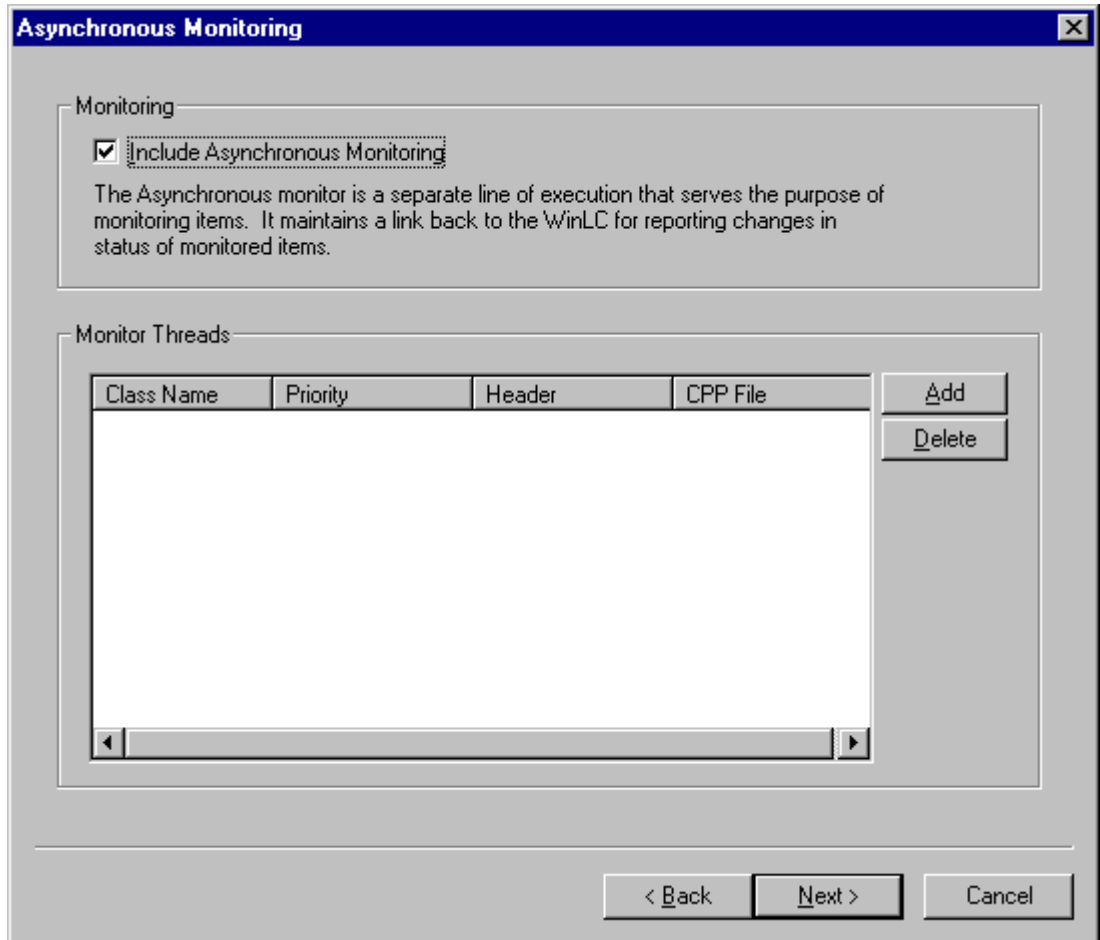 Asynchronous Monitoring
Monitoring
Include Asynchronous Monitoring
The Asynchronous monitor is a separate line of execution that serves the purpose of
monitoring items.  It maintains a link back to the WinLC for reporting changes in
status of monitored items.
Monitor Threads
Class Name Priority Header CPP File
Add
Delete
< Back Next > Cancel